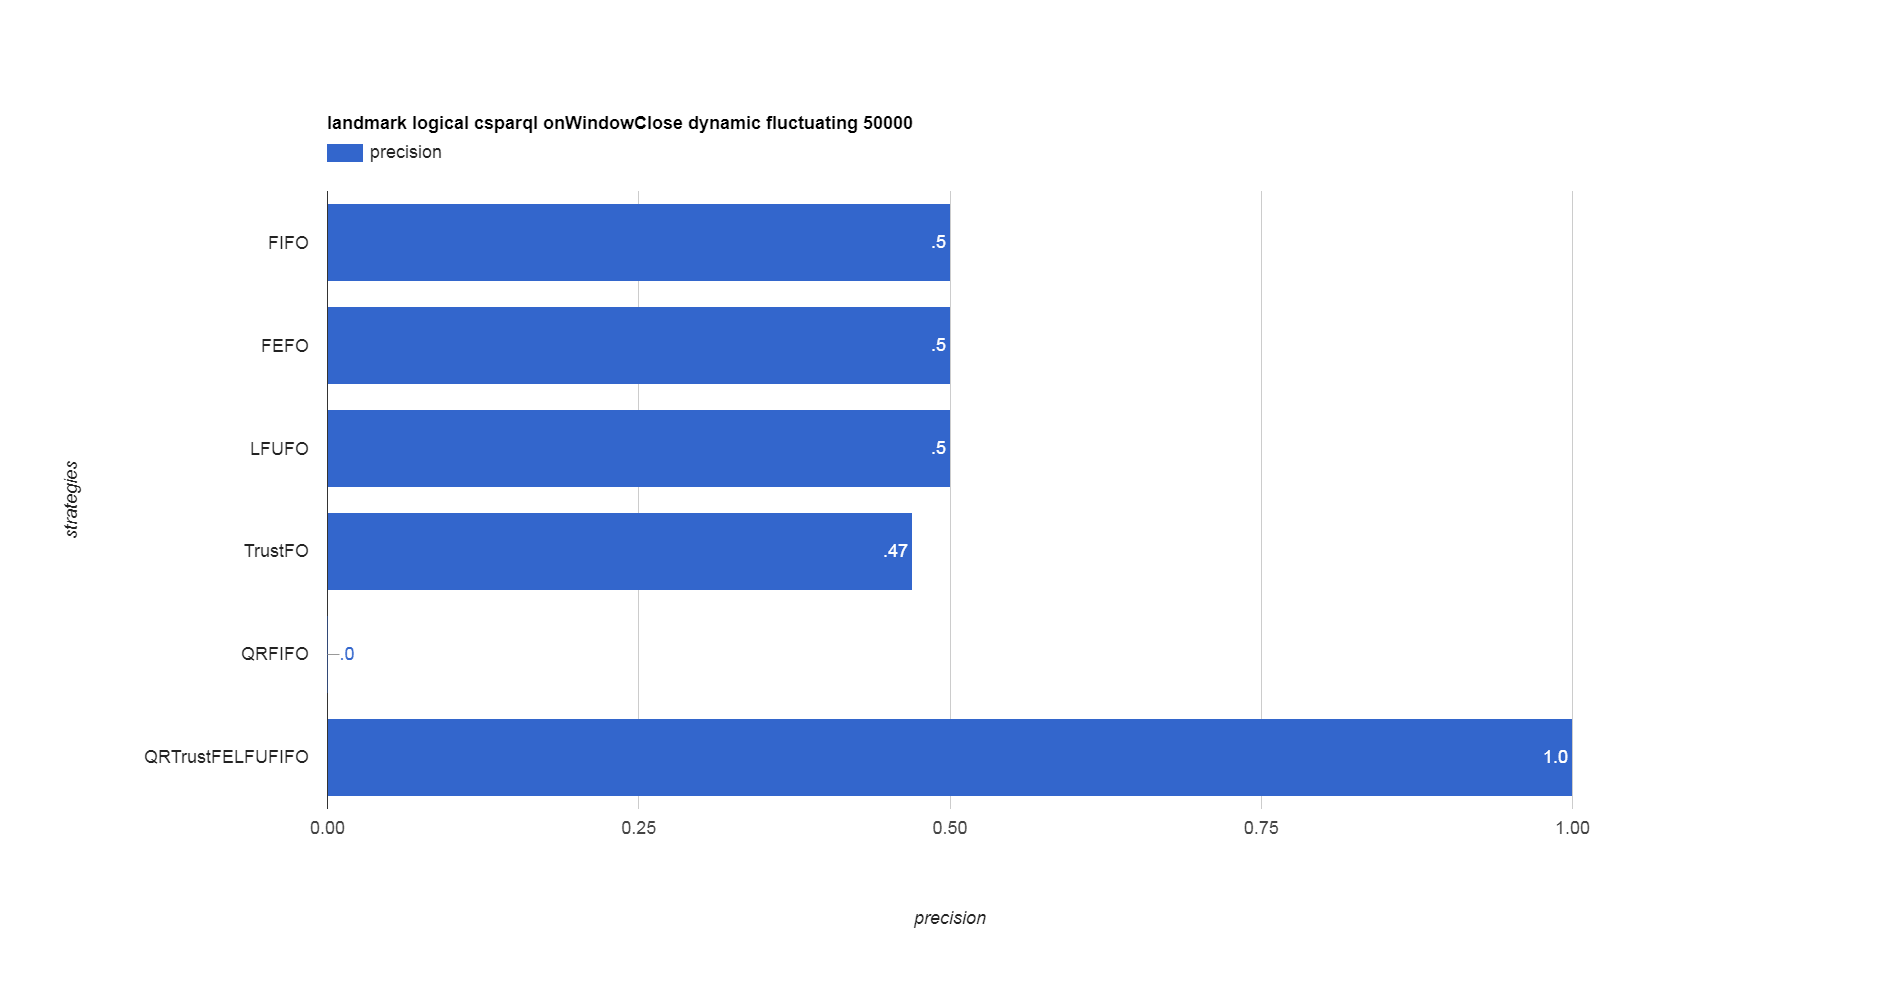 landmark logical csparql onWindowClose dynamic fluctuating 50000
precision
strategies
FIFO .5
FEFO .5
LFUFO .5
TrustFO .47
QRFIFO .0
QRTrustFELFUFIFO 1.0
0.00 0.25 0.50 0.75 1.00
precision